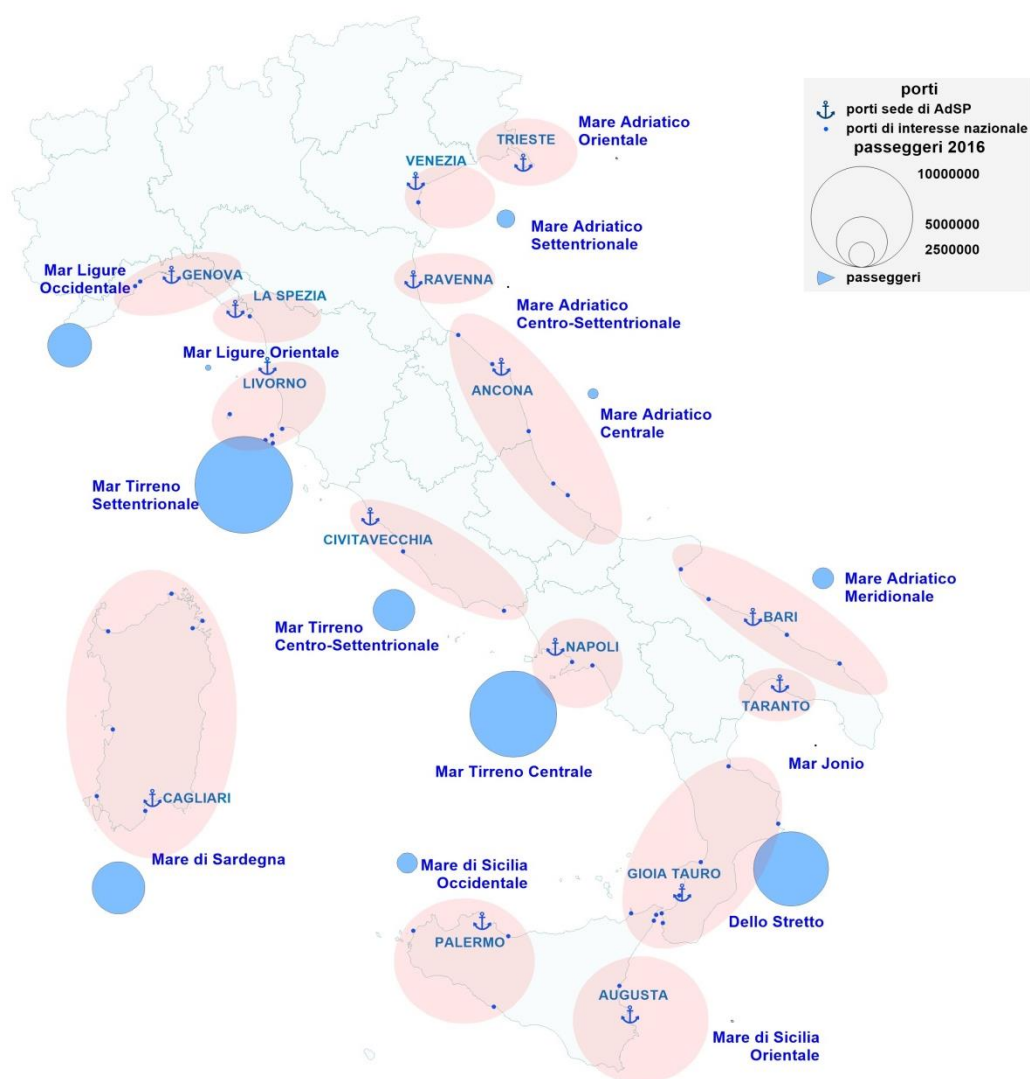 porti
porti sede di AdSP
porti di interesse nazionale
passeggeri 2016
10000000
5000000
2500000
passeggeri
Mare Adriatico
Orientale
TRIESTE
VENEZIA
Mare Adriatico
Settentrionale
Mar Ligure
Occidentale
GENOVA
RAVENNA
LA SPEZIA
Mare Adriatico
Centro-Settentrionale
Mar Ligure Orientale
LIVORNO
ANCONA
Mare Adriatico
Centrale
Mar Tirreno
Settentrionale
CIVITAVECCHIA
Mare Adriatico
Meridionale
Mar Tirreno
Centro-Settentrionale
BARI
NAPOLI
TARANTO
Mar Tirreno Centrale
Mar Jonio
CAGLIARI
Mare di Sardegna
Mare di Sicilia
Occidentale
GIOIA TAURO
Dello Stretto
PALERMO
AUGUSTA
Mare di Sicilia
Orientale